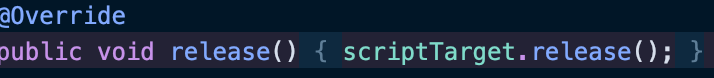 @Override
public void release() { scriptTarget.release(); }